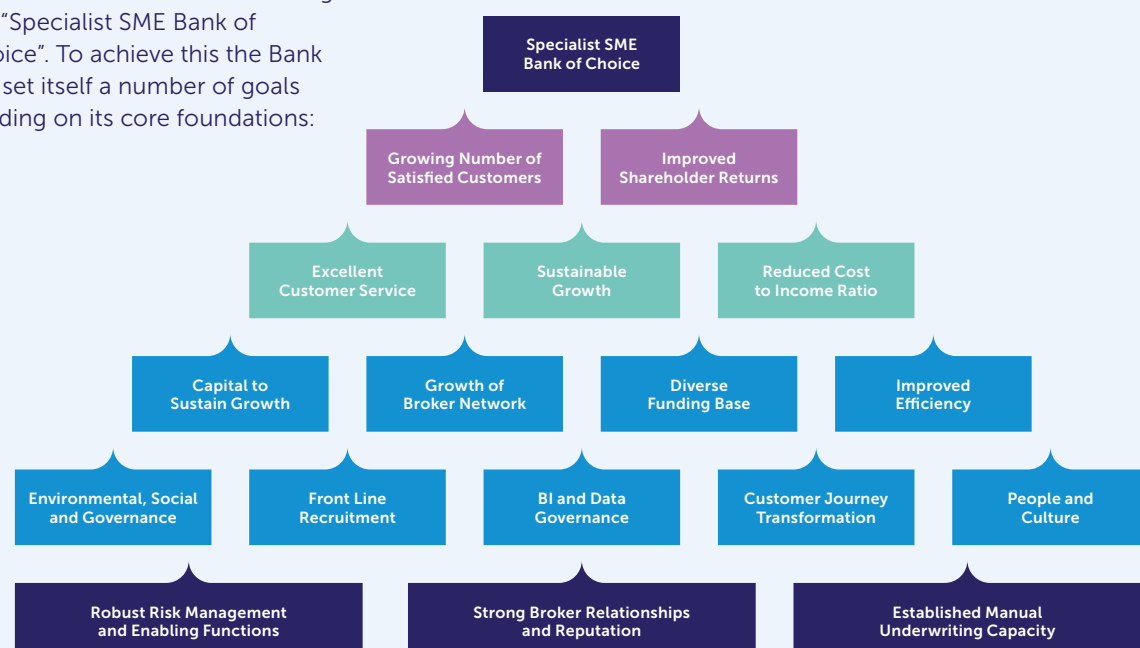 “Specialist SME Bank of
”. To achieve this the Bank
set itself a number of goals
on its core foundations:
Specialist SME
Bank of Choice
Growing Number of
Satisfied Customers
Improved
Shareholder Returns
Excellent
Customer Service
Sustainable
Growth
Reduced Cost
to Income Ratio
Capital to
Sustain Growth
Growth of
Broker Network
Diverse
Funding Base
Improved
Efficiency
Environmental, Social
and Governance
Front Line
Recruitment
BI and Data
Governance
Customer Journey
Transformation
People and
Culture
Robust Risk Management
and Enabling Functions
Strong Broker Relationships
and Reputation
Established Manual
Underwriting Capacity